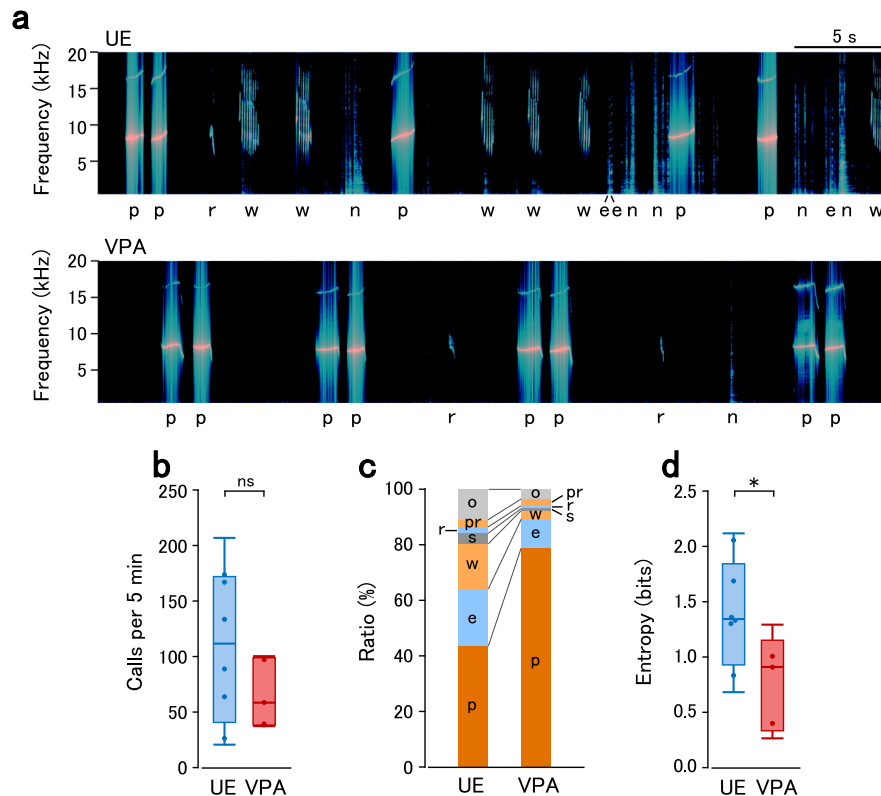 a
UE
5 s
Frequency (kHz)
20
15
10
5
p p r w w n p w w w e e n n p p n e n w
VPA
Frequency (kHz)
20
15
10
5
p p p p r p p r n p p
b
ns
Calls per 5 min
250
200
150
100
50
0
UE VPA
c
Ratio (%)
100
80
60
40
20
0
o
pr
r
s
w
e
p
o
pr
r
s
w
e
p
UE VPA
d
*
Entropy (bits)
2.5
2.0
1.5
1.0
0.5
0.0
UE VPA